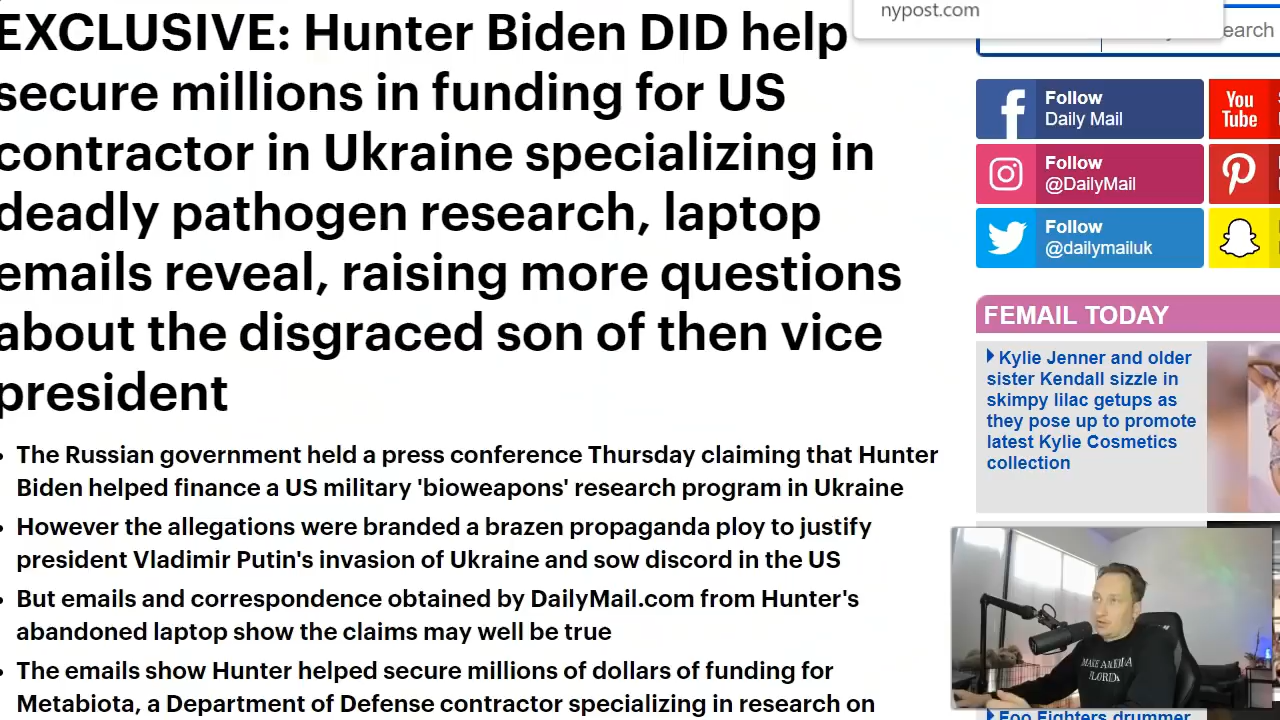 nypost.com
EXCLUSIVE: Hunter Biden DID help
secure millions in funding for US
contractor in Ukraine specializing in
deadly pathogen research, laptop
emails reveal, raising more questions
about the disgraced son of then vice
president
The Russian government held a press conference Thursday claiming that Hunter
Biden helped finance a US military 'bioweapons' research program in Ukraine
However the allegations were branded a brazen propaganda ploy to justify
president Vladimir Putin's invasion of Ukraine and sow discord in the US
But emails and correspondence obtained by DailyMail.com from Hunter's
abandoned laptop show the claims may well be true
The emails show Hunter helped secure millions of dollars of funding for
Metabiota, a Department of Defense contractor specializing in research on
earch
Follow
Daily Mail
You
Tube
Follow
@DailyMail
Follow
@dailymailuk
FEMAIL TODAY
Kylie Jenner and older
sister Kendall sizzle in
skimpy lilac getups as
they pose up to promote
latest Kylie Cosmetics
collection
MAKE AMERICA
FLORIDA
Foo Fighters drummer